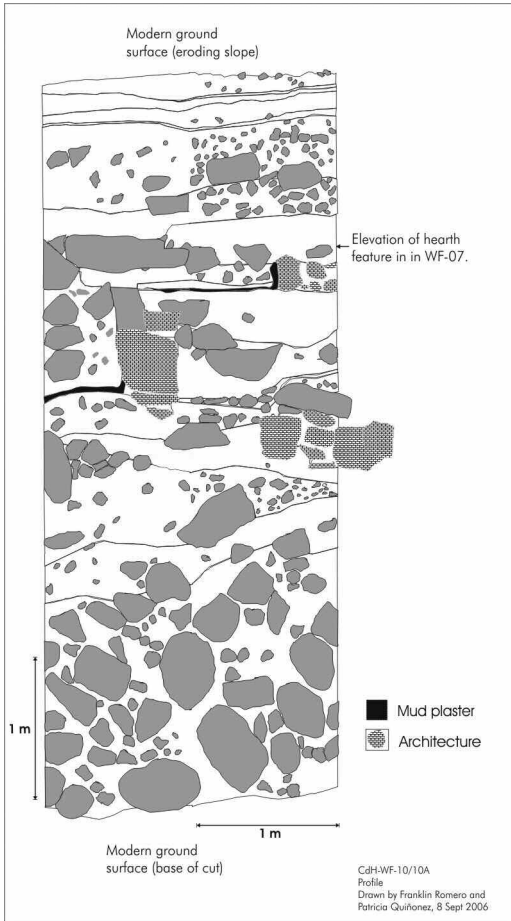 Modern ground
surface (eroding slope)
Elevation of hearth
feature in in WF-07.
1 m
Mud plaster
Architecture
1 m
Modern ground
surface (base of cut)
CdH-WF-10/10A
Profile
Drawn by Franklin Romero and
Patricia Quiñonez, 8 Sept 2006